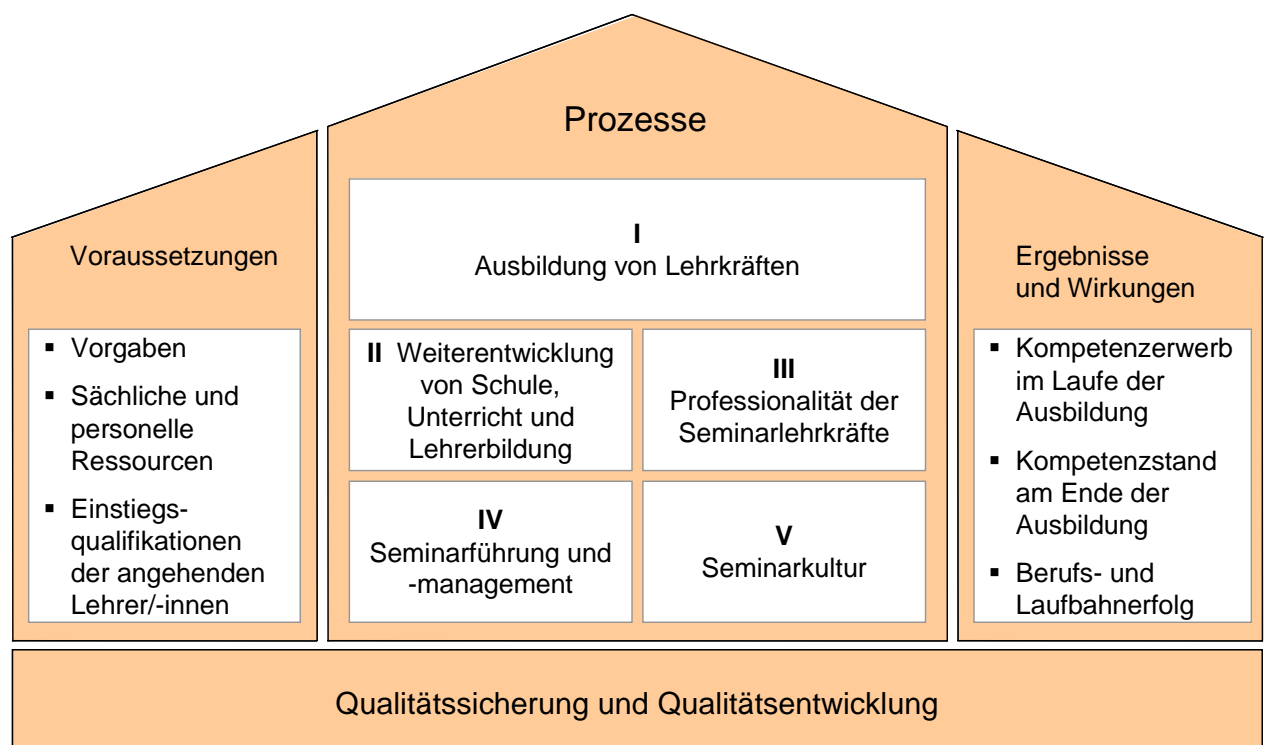 Prozesse
Voraussetzungen
▪ Vorgaben
▪ Sächliche und
personelle
Ressourcen
▪ Einstiegs-
qualifikationen
der angehenden
Lehrer/-innen
I
Ausbildung von Lehrkräften
II Weiterentwicklung
von Schule,
Unterricht und
Lehrerbildung
III
Professionalität der
Seminarlehrkräfte
IV
Seminarführung und
-management
V
Seminarkultur
Ergebnisse
und Wirkungen
▪ Kompetenzerwerb
im Laufe der
Ausbildung
▪ Kompetenzstand
am Ende der
Ausbildung
▪ Berufs- und
Laufbahnerfolg
Qualitätssicherung und Qualitätsentwicklung